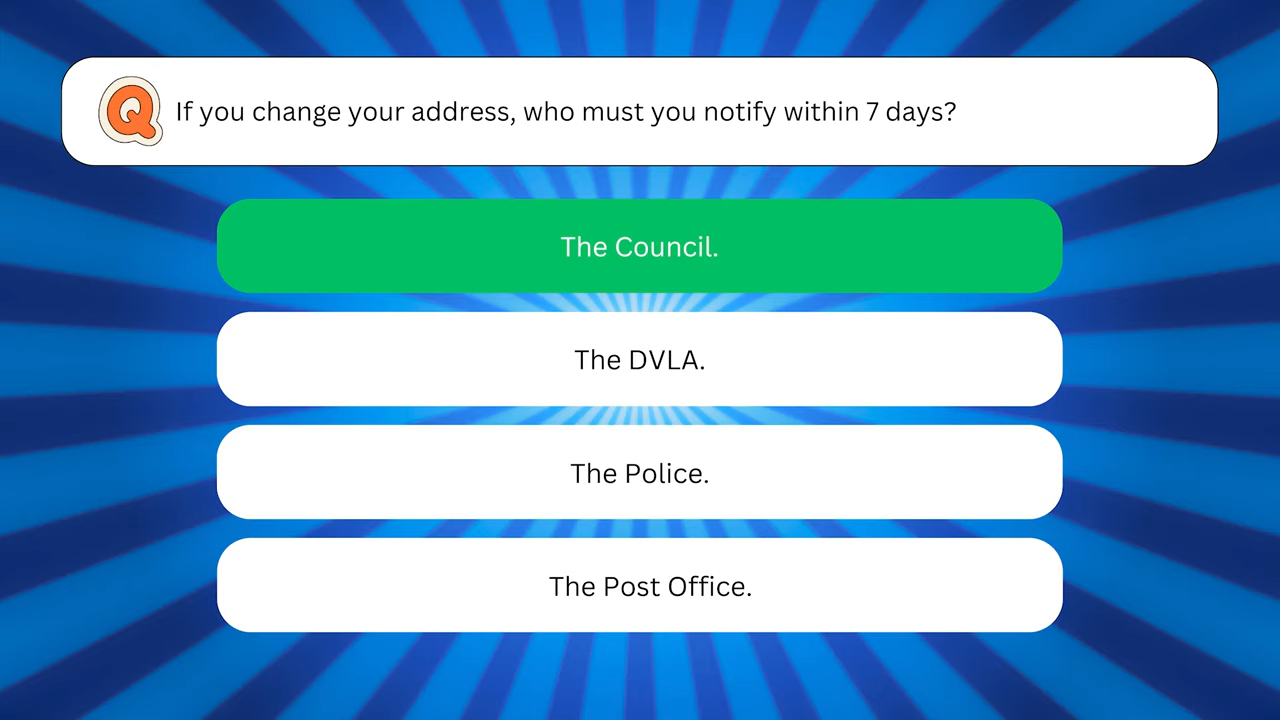 Q If you change your address, who must you notify within 7 days?
The Council.
The DVLA.
The Police.
The Post Office.